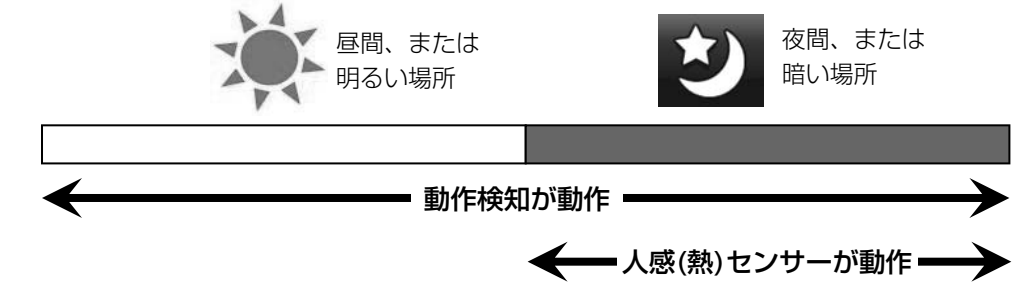 昼間、または
明るい場所
夜間、または
暗い場所
動作検知が動作
人感(熱)センサーが動作